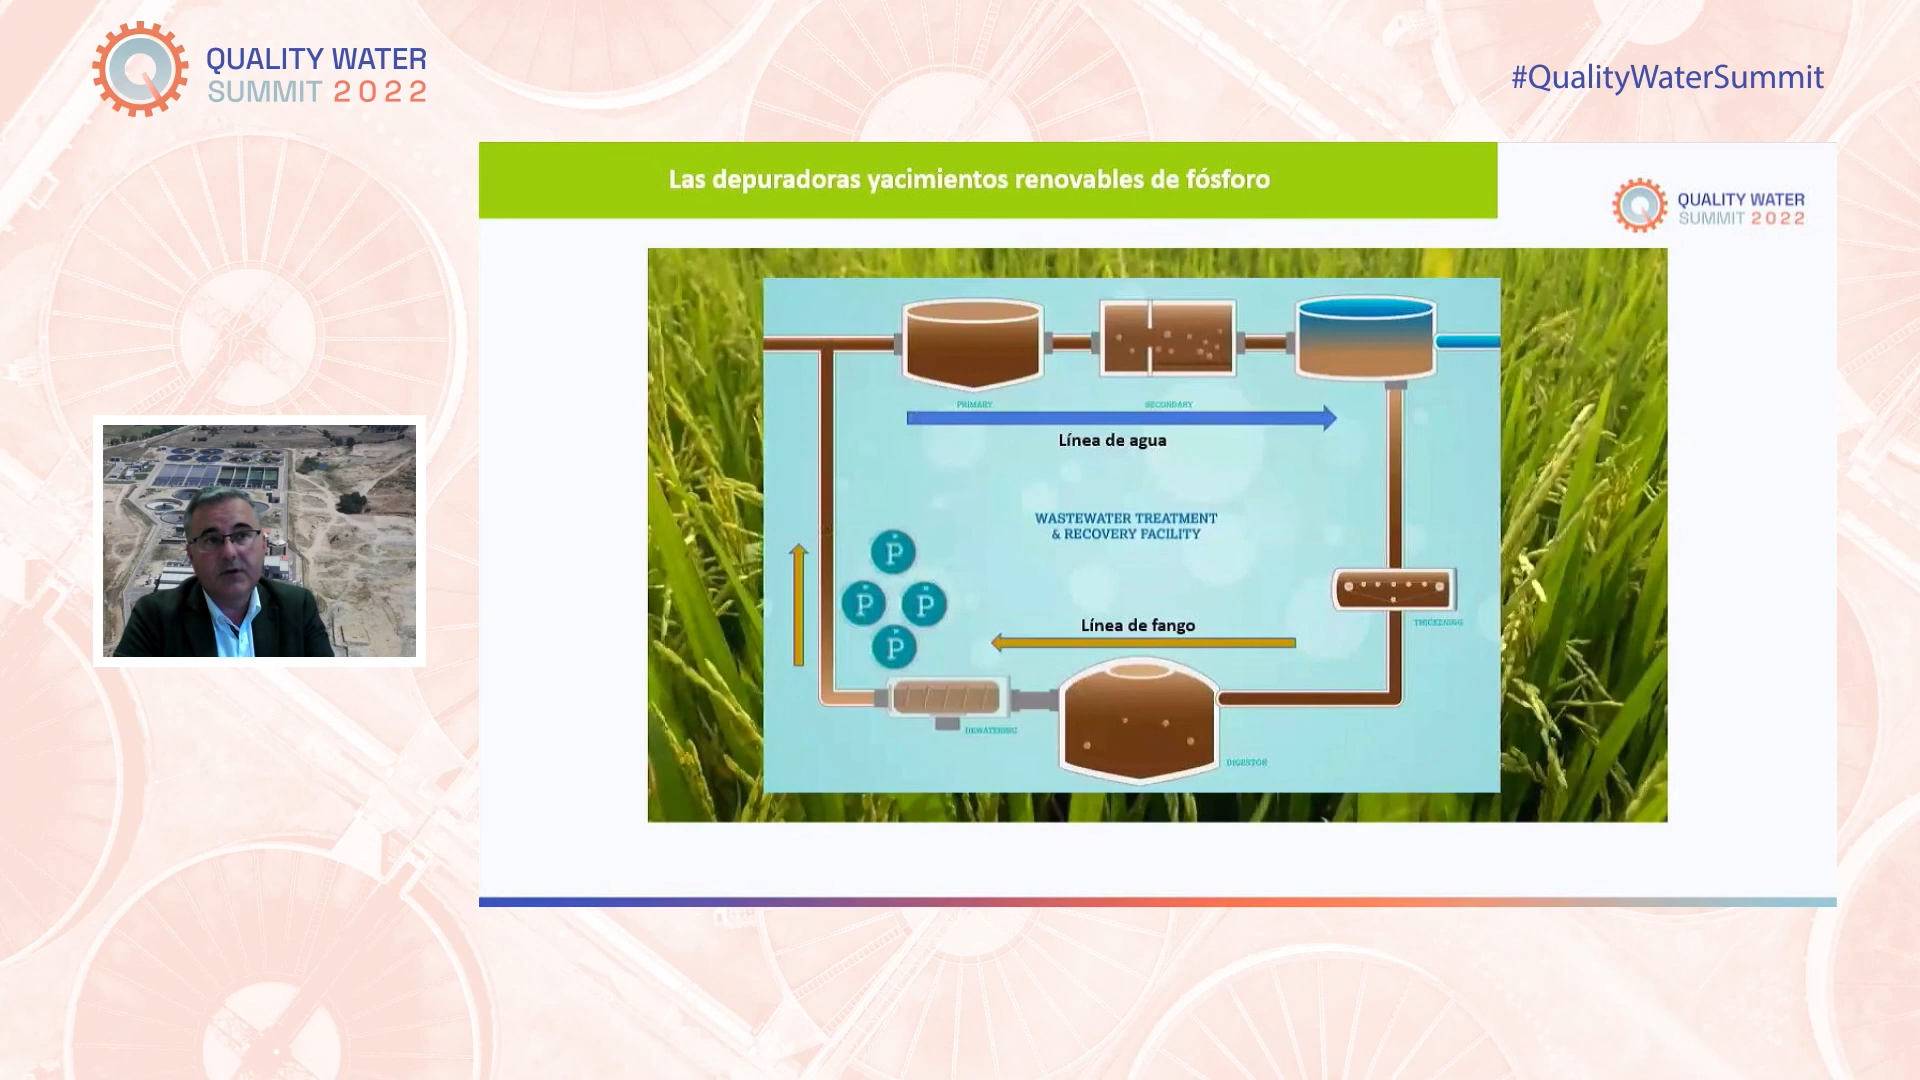 QUALITY WATER
SUMMIT 2022
#QualityWaterSummit
Las depuradoras yacimientos renovables de fósforo
QUALITY WATER
SUMMIT 2022
PRIMARY
SECONDARY
Línea de agua
WASTEWATER TREATMENT
& RECOVERY FACILITY
P
P
P
P
THICKENING
Línea de fango
DEWATERING
DIGESTOR